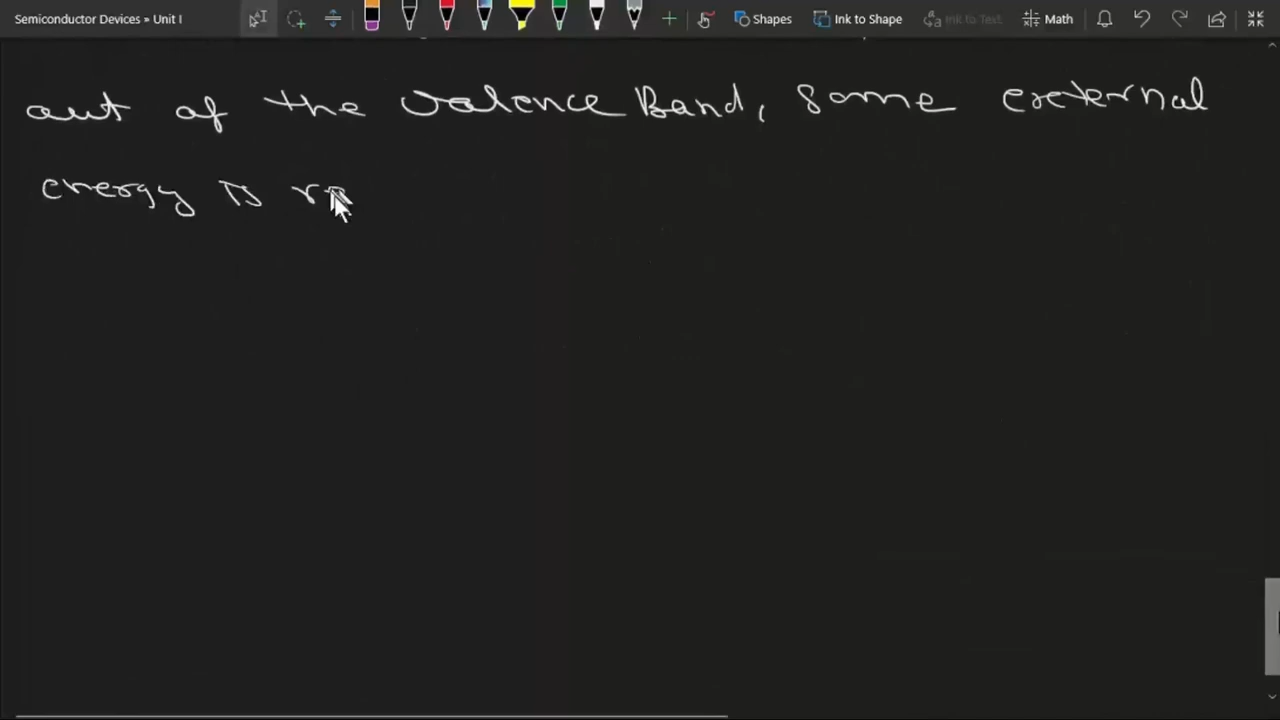 Semiconductor Devices » Unit I
Shapes
Ink to Shape
Ink to Text
Math
out of the valence Band, some external
energy is